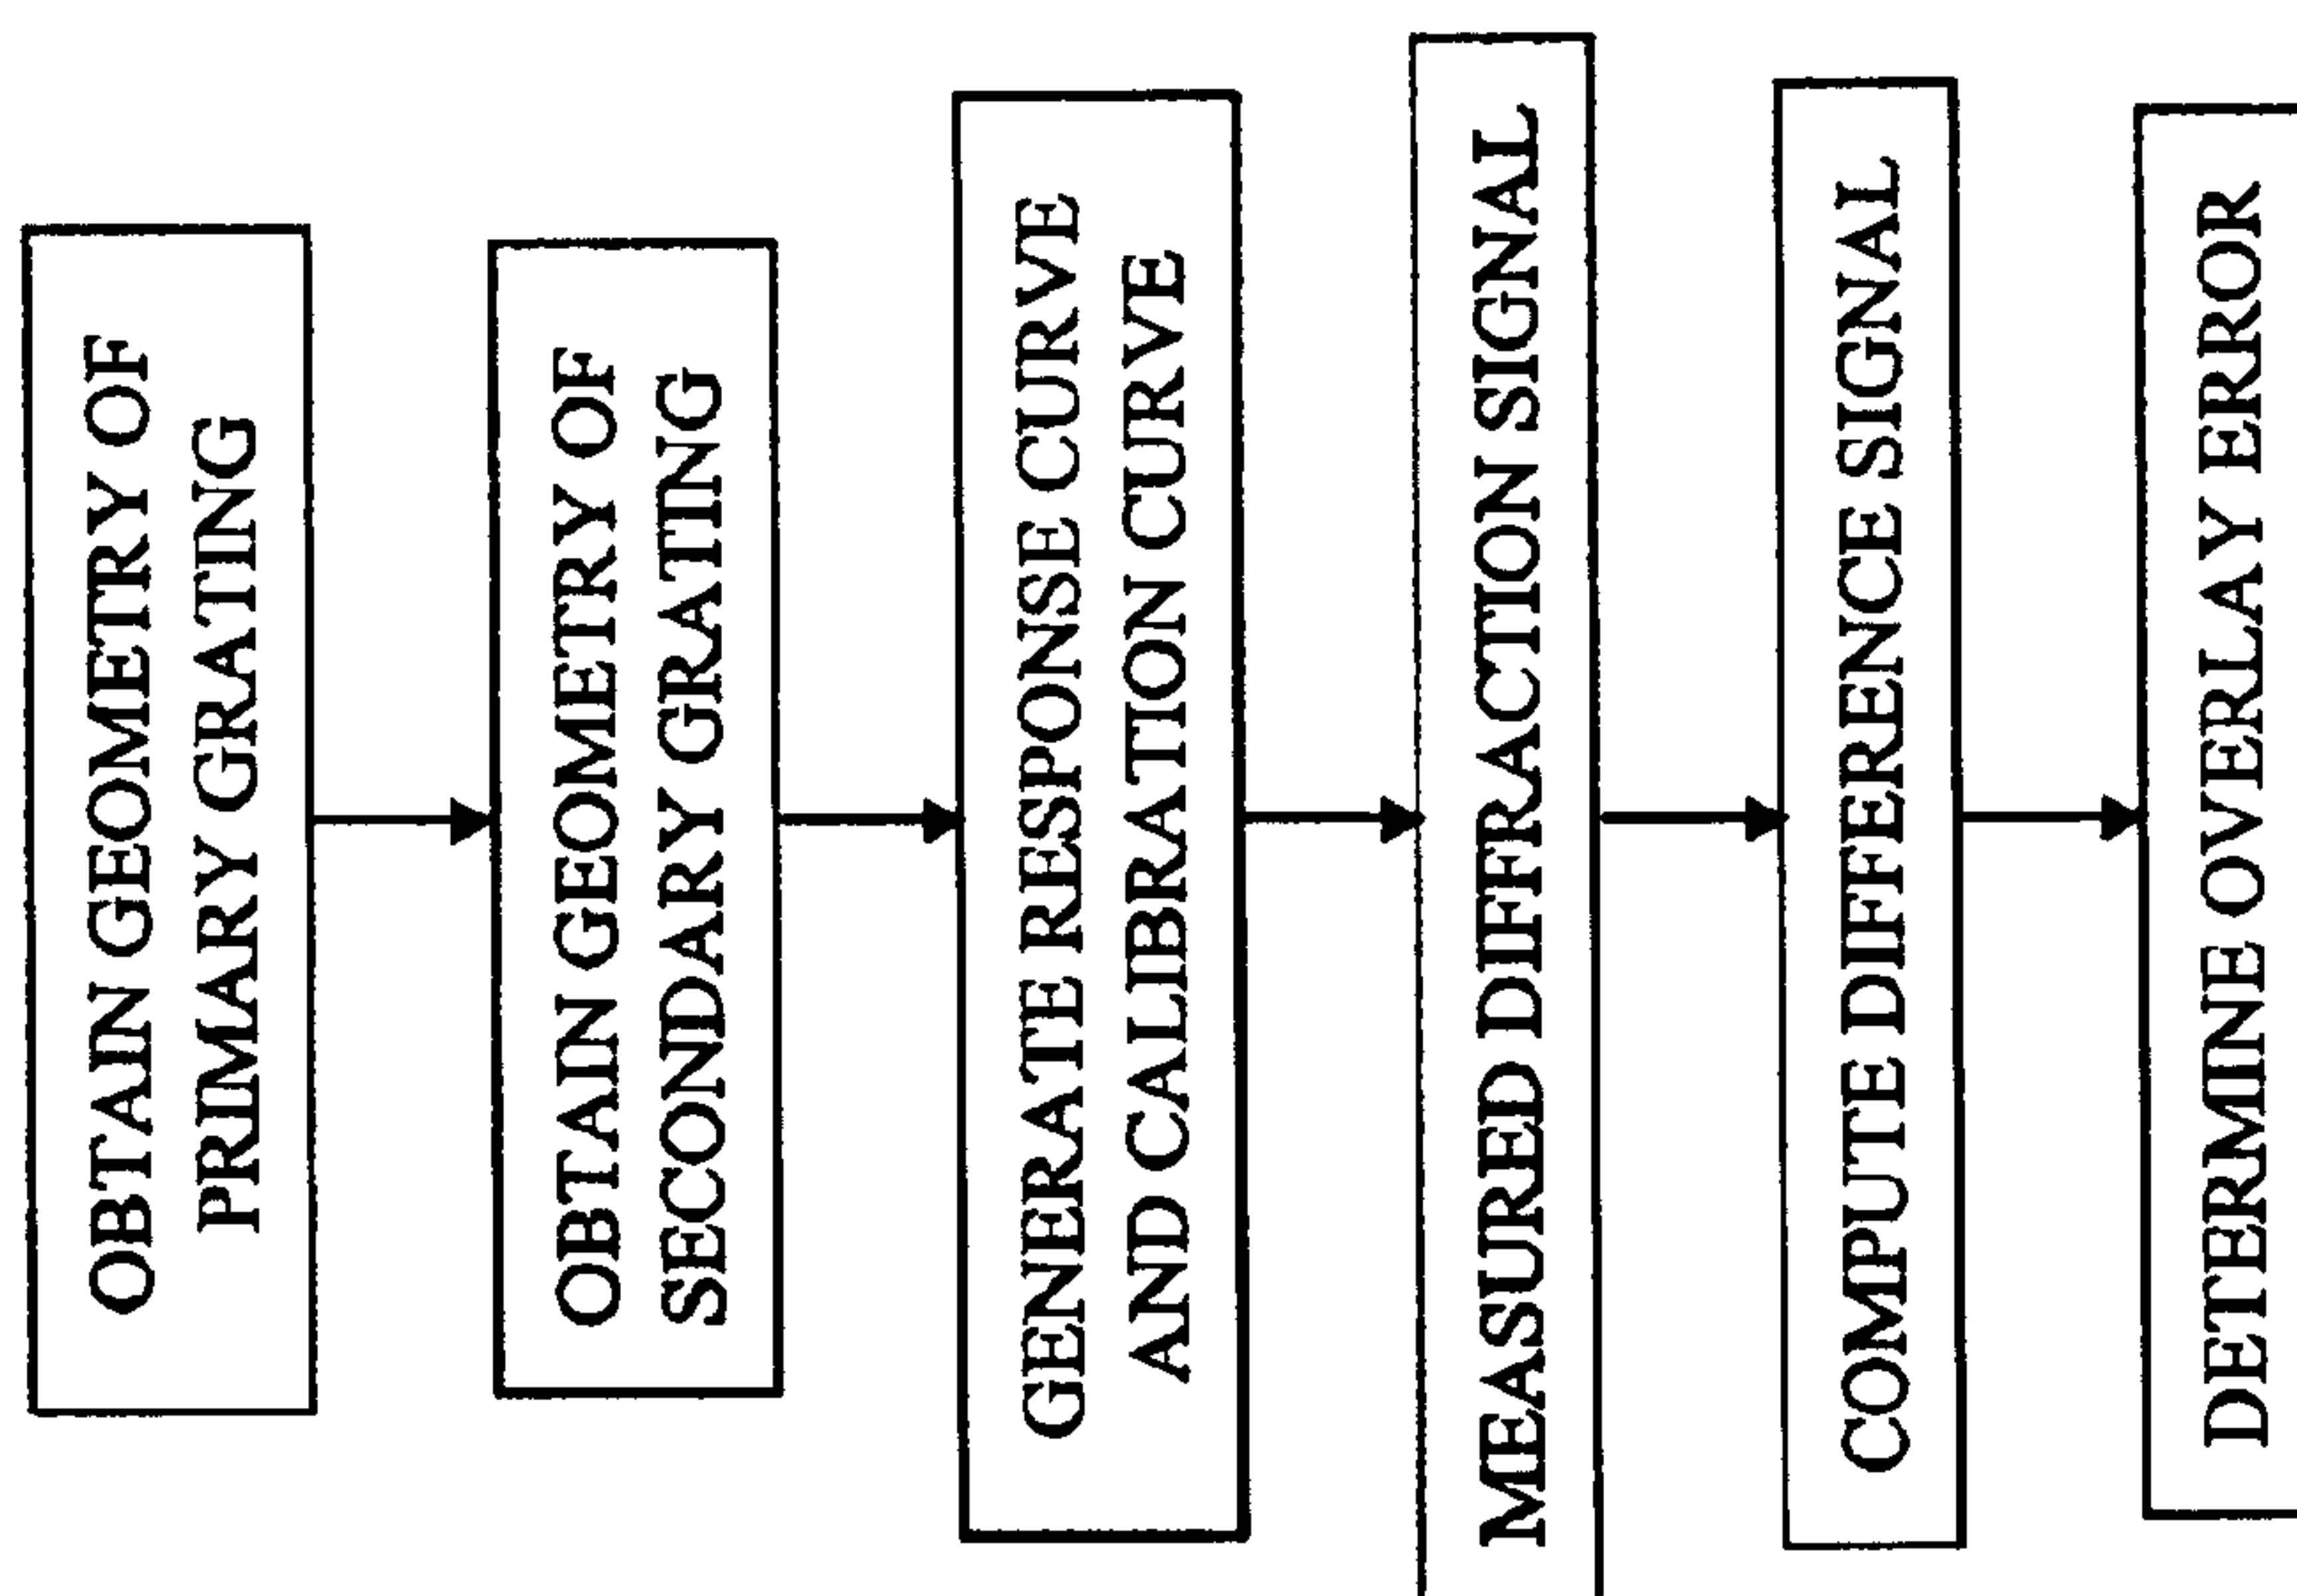 OBTAIN GEOMETRY OF
PRIMARY GRATING
OBTAIN GEOMETRY OF
SECONDARY GRATING
GENERATE RESPONSE CURVE
AND CALIBRATION CURVE
MEASURED DIFFRACTION SIGNAL
COMPUTE DIFFERENCE SIGNAL
DETERMINE OVERLAY ERROR